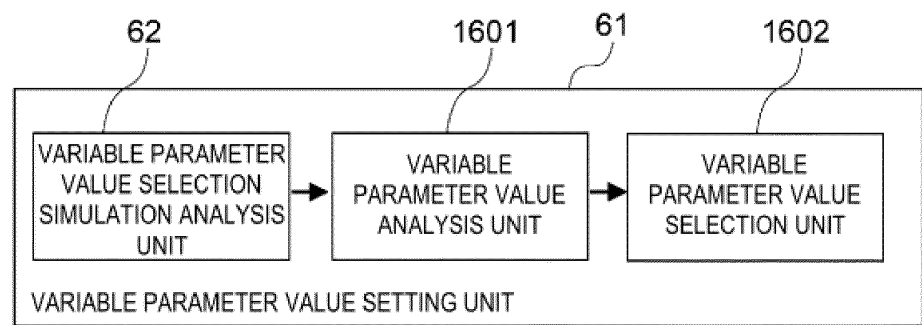 62
1601
61
1602
VARIABLE PARAMETER
VALUE SELECTION
SIMULATION ANALYSIS
UNIT
VARIABLE
PARAMETER VALUE
ANALYSIS UNIT
VARIABLE
PARAMETER VALUE
SELECTION UNIT
VARIABLE PARAMETER VALUE SETTING UNIT